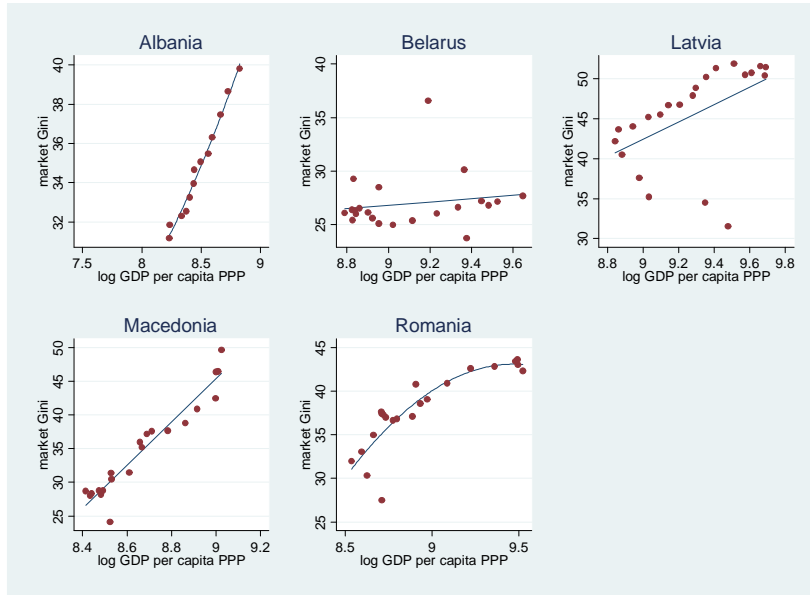 Albania
market Gini
40
38
36
34
32
7.5 8 8.5 9
log GDP per capita PPP
Belarus
market Gini
40
35
30
25
8.8 9 9.2 9.4 9.6
log GDP per capita PPP
Latvia
market Gini
50
45
40
35
30
8.8 9 9.2 9.4 9.6 9.8
log GDP per capita PPP
Macedonia
market Gini
50
45
40
35
30
25
8.4 8.6 8.8 9 9.2
log GDP per capita PPP
Romania
market Gini
45
40
35
30
25
8.5 9 9.5
log GDP per capita PPP